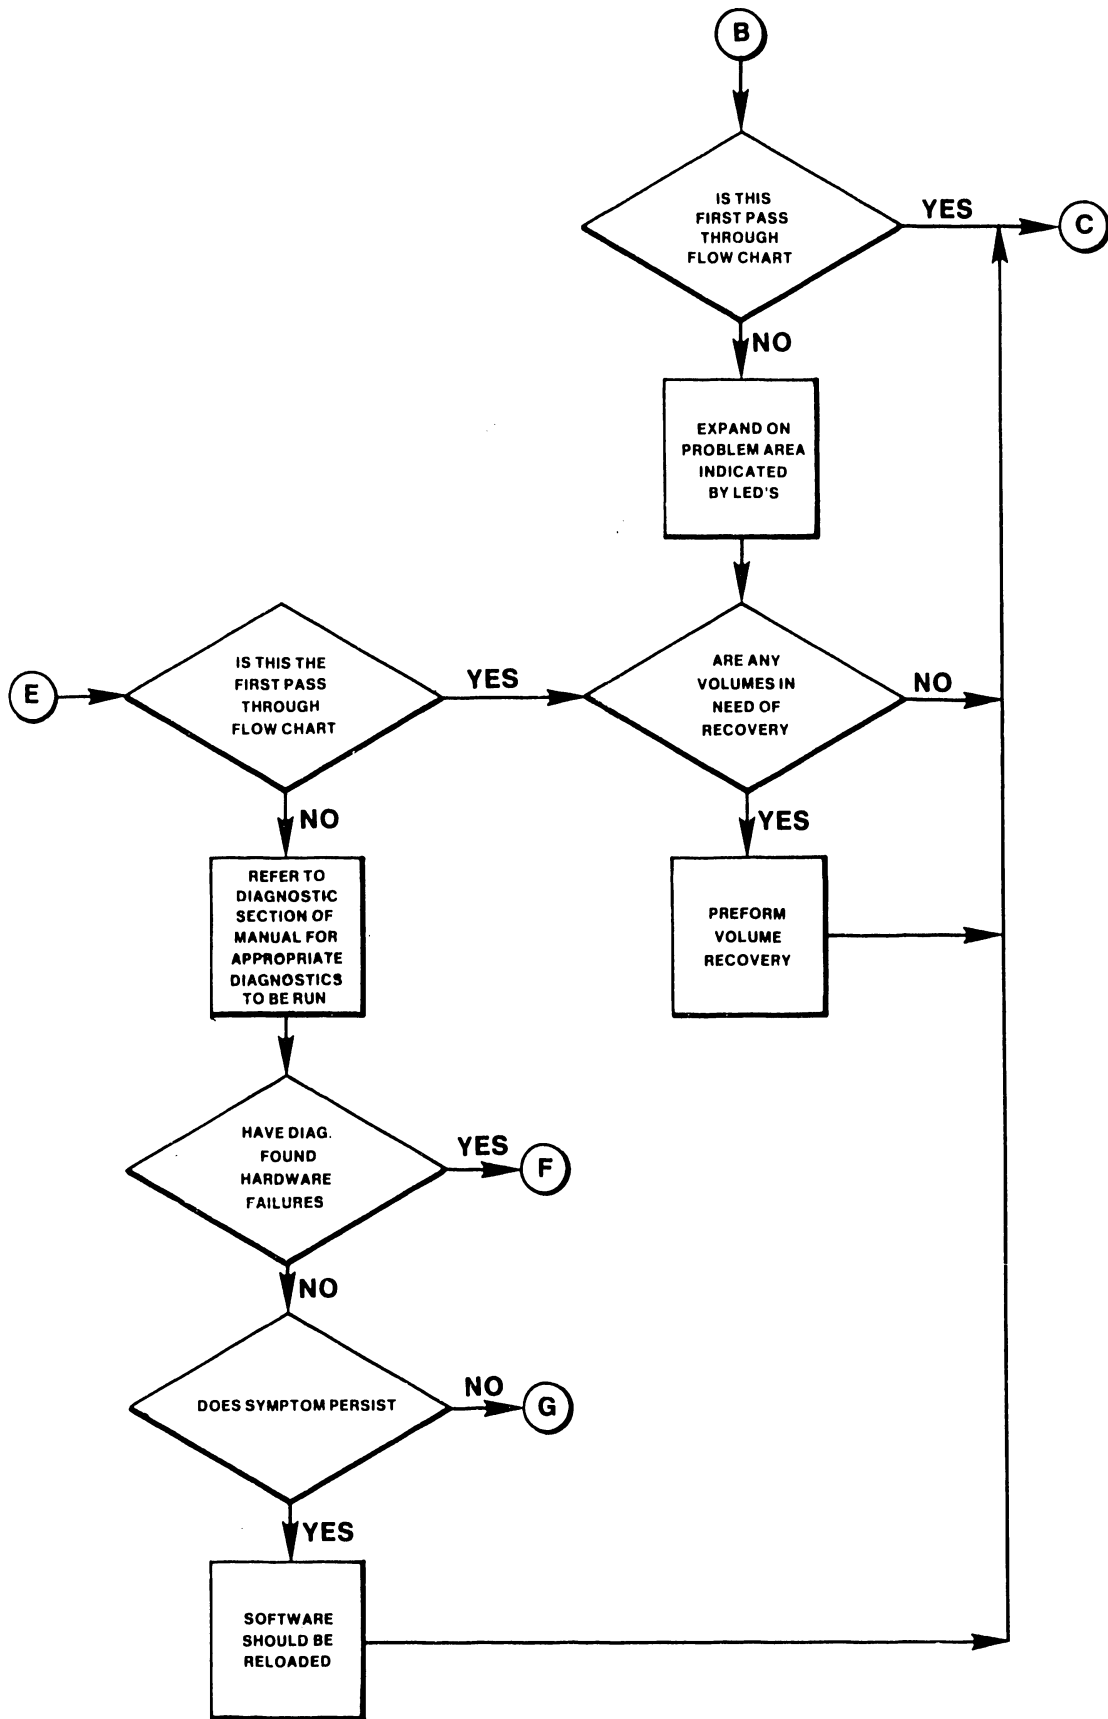 B
IS THIS
FIRST PASS
THROUGH
FLOW CHART
YES
C
NO
EXPAND ON
PROBLEM AREA
INDICATED
BY LED'S
E
IS THIS THE
FIRST PASS
THROUGH
FLOW CHART
YES
ARE ANY
VOLUMES IN
NEED OF
RECOVERY
NO
NO
REFER TO
DIAGNOSTIC
SECTION OF
MANUAL FOR
APPROPRIATE
DIAGNOSTICS
TO BE RUN
YES
PREFORM
VOLUME
RECOVERY
HAVE DIAG.
FOUND
HARDWARE
FAILURES
YES
F
NO
DOES SYMPTOM PERSIST
NO
G
YES
SOFTWARE
SHOULD BE
RELOADED